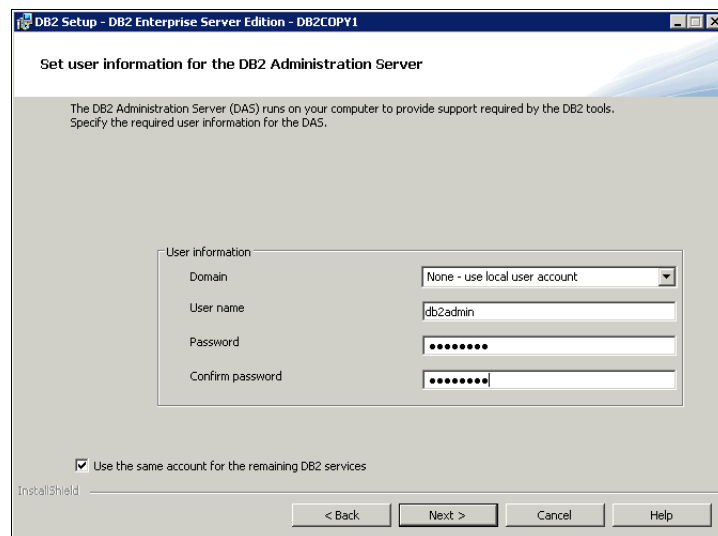 DB2 Setup - DB2 Enterprise Server Edition - DB2COPY1
Set user information for the DB2 Administration Server
The DB2 Administration Server (DAS) runs on your computer to provide support required by the DB2 tools.
Specify the required user information for the DAS.
User information
Domain
None - use local user account
User name
db2admin
Password
●●●●●●●●
Confirm password
●●●●●●●●
Use the same account for the remaining DB2 services
InstallShield
< Back
Next >
Cancel
Help